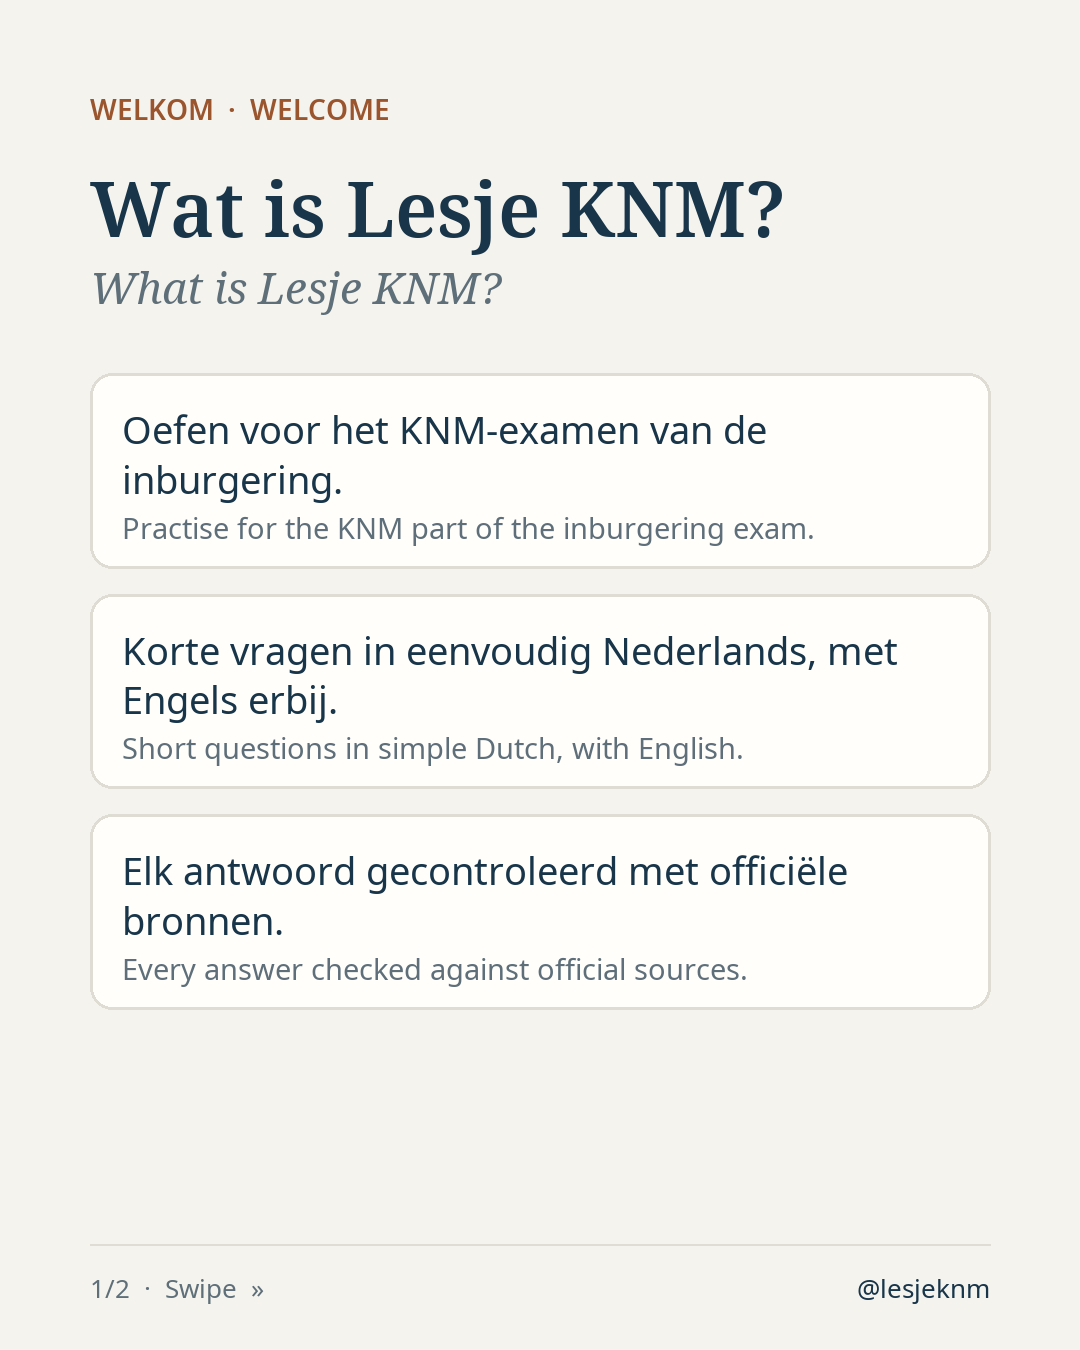 WELKOM · WELCOME
Wat is Lesje KNM?
What is Lesje KNM?
Oefen voor het KNM-examen van de
inburgering.
Practise for the KNM part of the inburgering exam.
Korte vragen in eenvoudig Nederlands, met
Engels erbij.
Short questions in simple Dutch, with English.
Elk antwoord gecontroleerd met officiële
bronnen.
Every answer checked against official sources.
1/2 · Swipe »
@lesjeknm